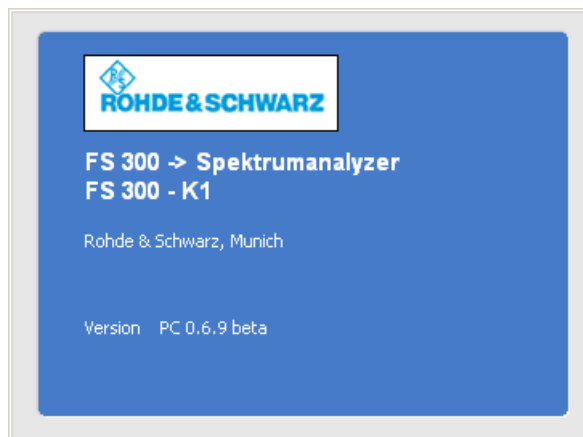 R&S
ROHDE & SCHWARZ
FS 300 -> Spektrumanalyzer
FS 300 - K1
Rohde & Schwarz, Munich
Version PC 0.6.9 beta